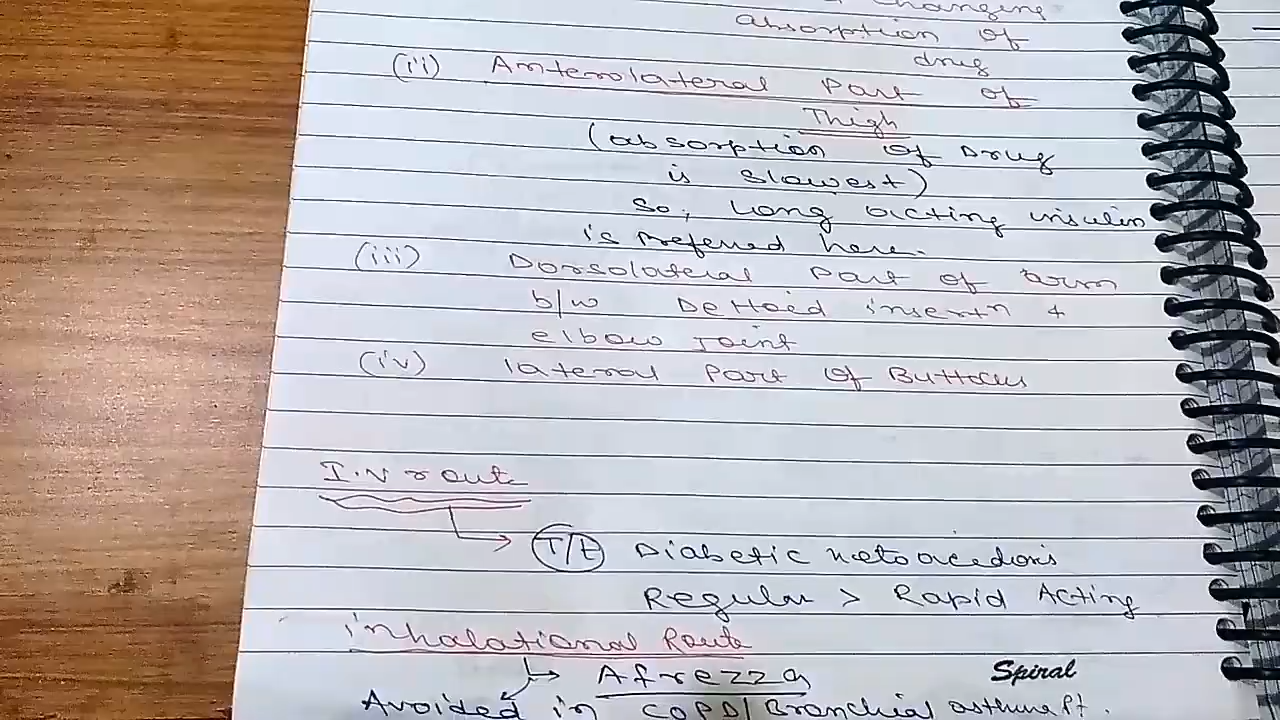 changing
absorption of
drug
(ii) Anterolateral Part of
Thigh
(absorption of Drug
is slowest)
so, Long acting insulin
is preferred here.
(iii) Dorsolateral Part of arm
b/w Deltoid insertn +
elbow Joint
(iv) lateral Part of Buttocks
I.V route
T/t Diabetic ketoacidosis
Regular > Rapid Acting
inhalational Route
Afrezza
Spiral
Avoided in COPD/Bronchial asthma Pt.